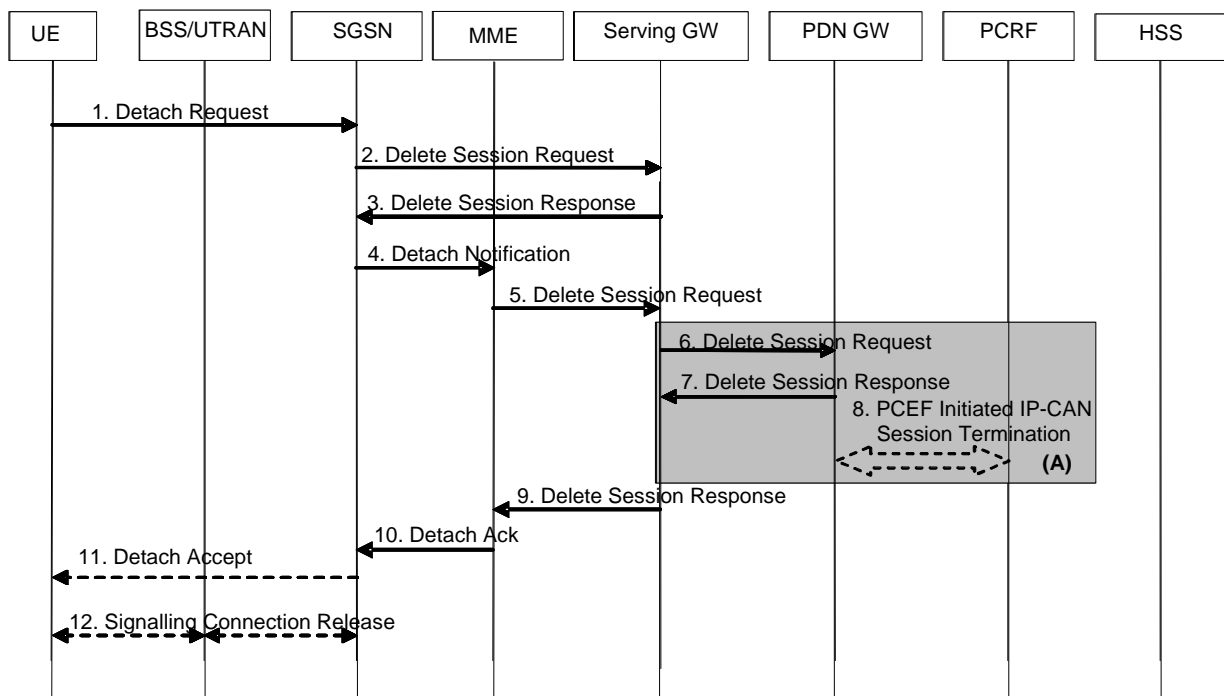 UE
BSS/UTRAN
SGSN
MME
Serving GW
PDN GW
PCRF
HSS
1. Detach Request
2. Delete Session Request
3. Delete Session Response
4. Detach Notification
5. Delete Session Request
6. Delete Session Request
7. Delete Session Response
8. PCEF Initiated IP-CAN
Session Termination
(A)
9. Delete Session Response
10. Detach Ack
11. Detach Accept
12. Signalling Connection Release